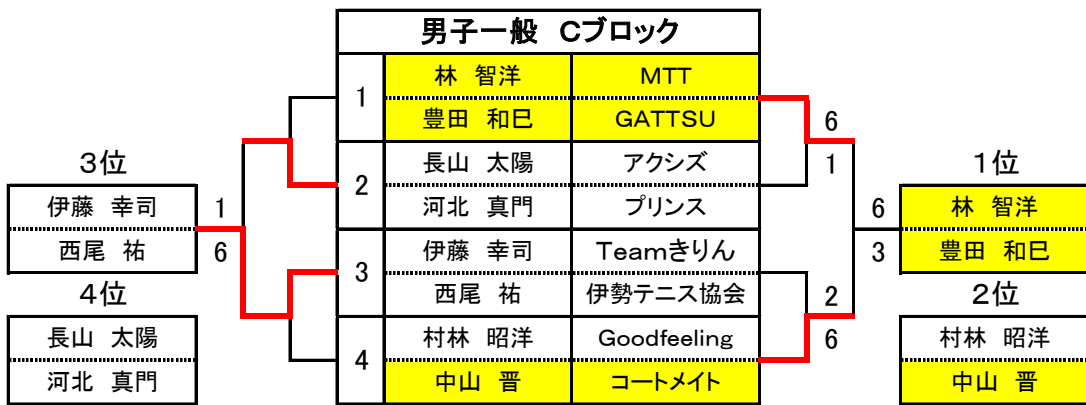 男子一般 Cブロック
1
林 智洋 MTT
豊田 和巳 GATTSU
2
長山 太陽 アクシズ
河北 真門 プリンス
3
伊藤 幸司 Teamきりん
西尾 祐 伊勢テニス協会
4
村林 昭洋 Goodfeeling
中山 晋 コートメイト
3位
伊藤 幸司
西尾 祐
1
6
4位
長山 太陽
河北 真門
6
1
2
6
6
3
1位
林 智洋
豊田 和巳
2位
村林 昭洋
中山 晋